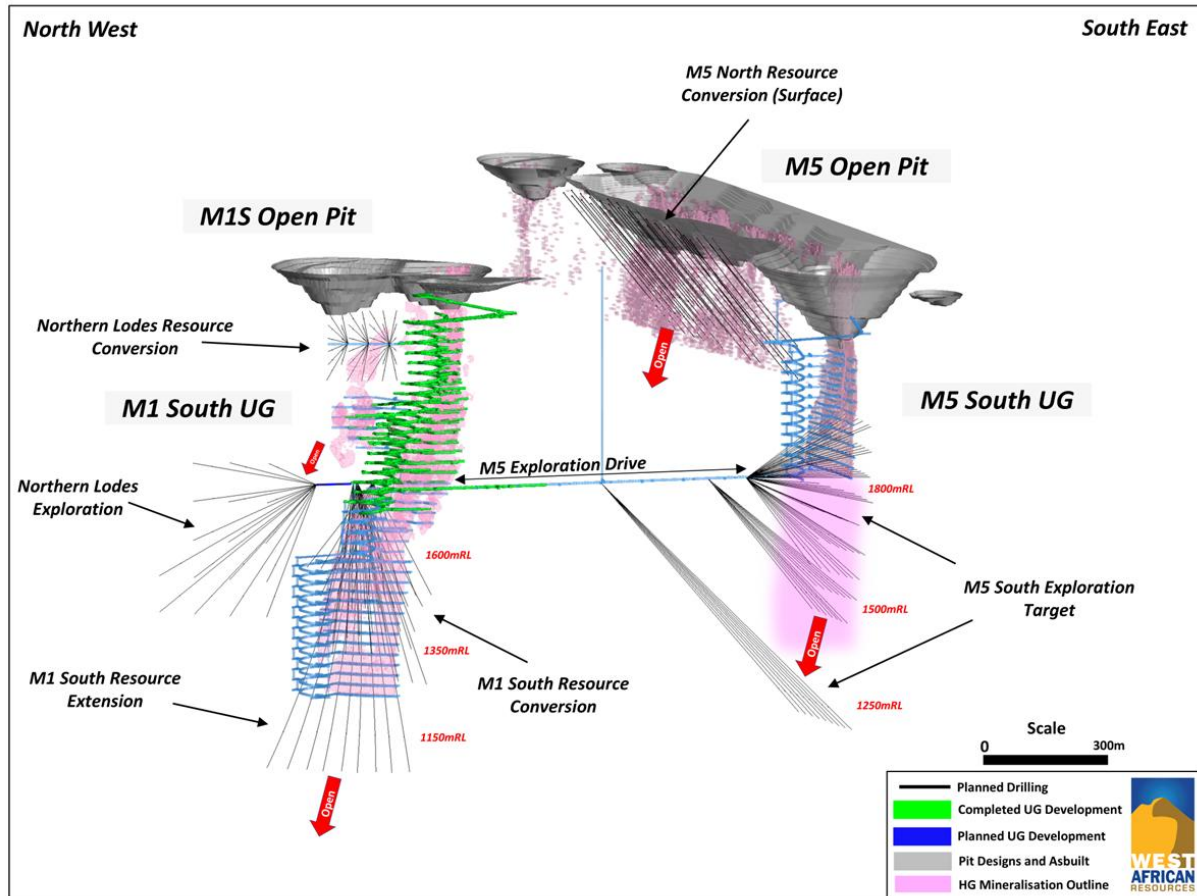 North West
South East
M5 North Resource
Conversion (Surface)
M5 Open Pit
M1S Open Pit
Northern Lodes Resource
Conversion
Open
M1 South UG
M5 South UG
Open
M5 Exploration Drive
Northern Lodes
Exploration
1800mRL
1600mRL
M5 South Exploration
Target
1500mRL
Open
1350mRL
M1 South Resource
Extension
M1 South Resource
Conversion
1250mRL
1150mRL
Scale
0 300m
Open
Planned Drilling
Completed UG Development
Planned UG Development
Pit Designs and Asbuilt
HG Mineralisation Outline
WEST
AFRICAN
RESOURCES